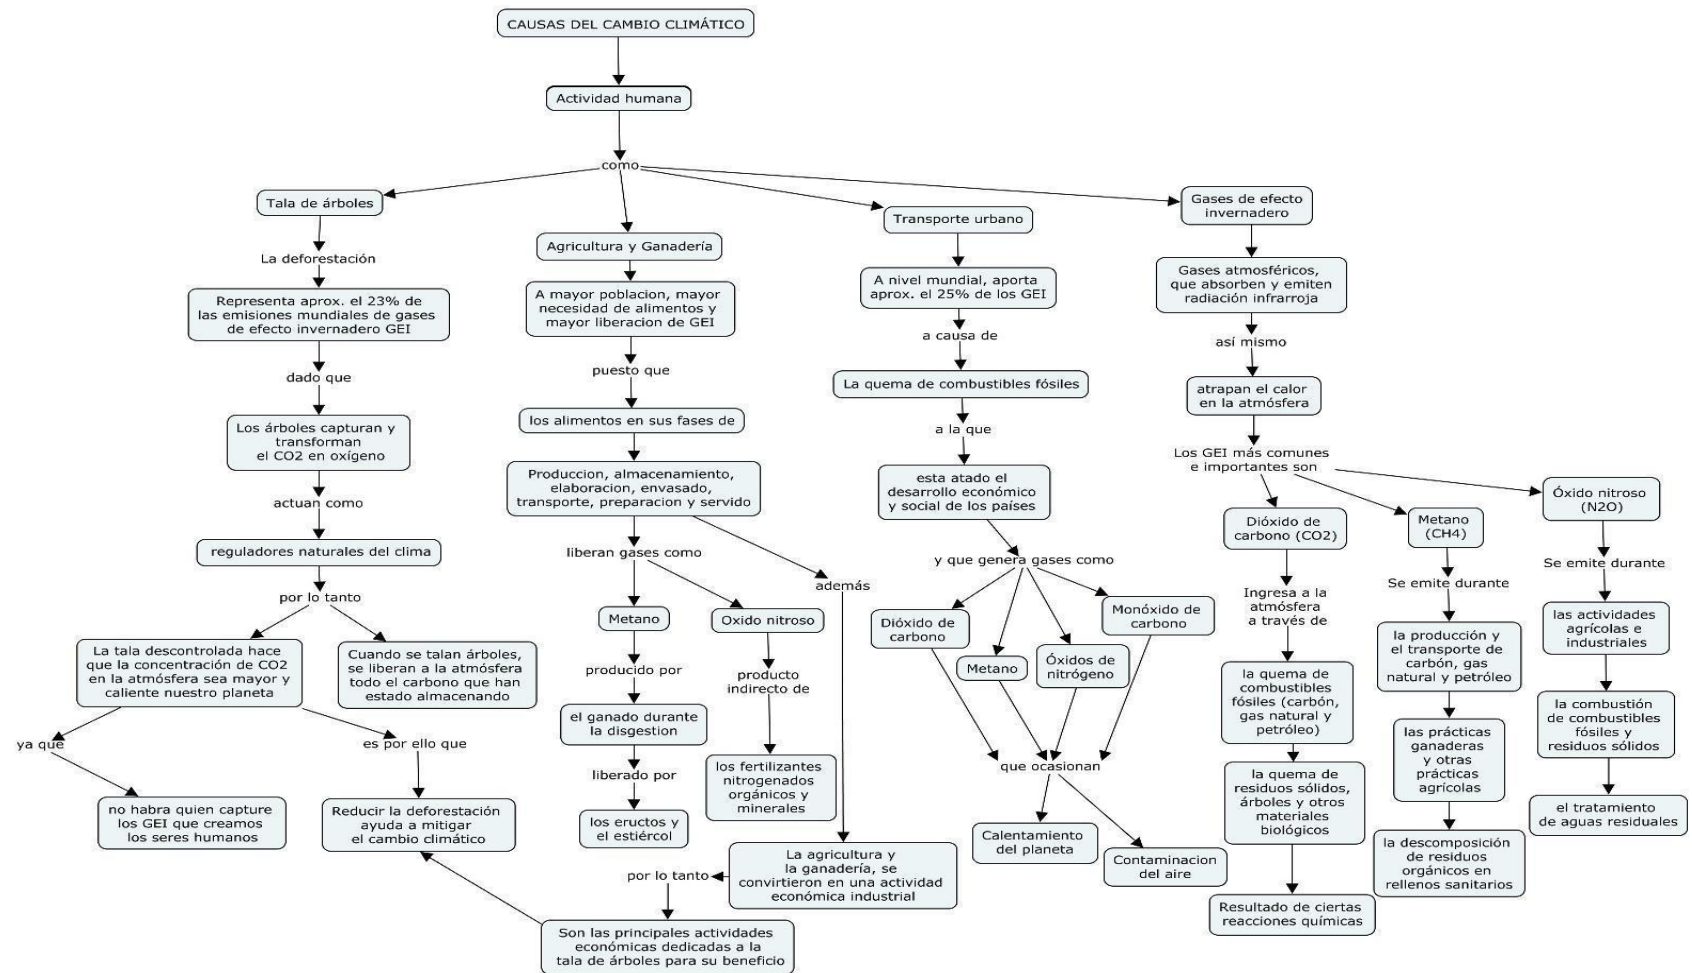 CAUSAS DEL CAMBIO CLIMÁTICO
Actividad humana
como
Tala de árboles
La deforestación
Representa aprox. el 23% de
las emisiones mundiales de gases
de efecto invernadero GEI
dado que
Los árboles capturan y
transforman
el CO2 en oxígeno
actuan como
reguladores naturales del clima
por lo tanto
La tala descontrolada hace
que la concentración de CO2
en la atmósfera sea mayor y
caliente nuestro planeta
Cuando se talan árboles,
se liberan a la atmósfera
todo el carbono que han
estado almacenando
ya que
es por ello que
no habra quien capture
los GEI que creamos
los seres humanos
Reducir la deforestación
ayuda a mitigar
el cambio climático
Agricultura y Ganadería
A mayor poblacion, mayor
necesidad de alimentos y
mayor liberacion de GEI
puesto que
los alimentos en sus fases de
Produccion, almacenamiento,
elaboracion, envasado,
transporte, preparacion y servido
liberan gases como
además
Metano
Oxido nitroso
producido por
producto
indirecto de
el ganado durante
la disgestion
los fertilizantes
nitrogenados
orgánicos y
minerales
liberado por
los eructos y
el estiércol
La agricultura y
la ganadería, se
convirtieron en una actividad
económica industrial
por lo tanto
Son las principales actividades
económicas dedicadas a la
tala de árboles para su beneficio
Transporte urbano
A nivel mundial, aporta
aprox. el 25% de los GEI
a causa de
La quema de combustibles fósiles
a la que
esta atado el
desarrollo económico
y social de los países
y que genera gases como
Dióxido de
carbono
Metano
Óxidos de
nitrógeno
Monóxido de
carbono
que ocasionan
Calentamiento
del planeta
Contaminacion
del aire
Gases de efecto
invernadero
Gases atmosféricos,
que absorben y emiten
radiación infrarroja
así mismo
atrapan el calor
en la atmósfera
Los GEI más comunes
e importantes son
Dióxido de
carbono (CO2)
Ingresa a la
atmósfera
a través de
la quema de
combustibles
fósiles (carbón,
gas natural y
petróleo)
la quema de
residuos sólidos,
árboles y otros
materiales
biológicos
Resultado de ciertas
reacciones químicas
Metano
(CH4)
Se emite durante
la producción y
el transporte de
carbón, gas
natural y petróleo
las prácticas
ganaderas
y otras
prácticas
agrícolas
la descomposición
de residuos
orgánicos en
rellenos sanitarios
Óxido nitroso
(N2O)
Se emite durante
las actividades
agrícolas e
industriales
la combustión
de combustibles
fósiles y
residuos sólidos
el tratamiento
de aguas residuales